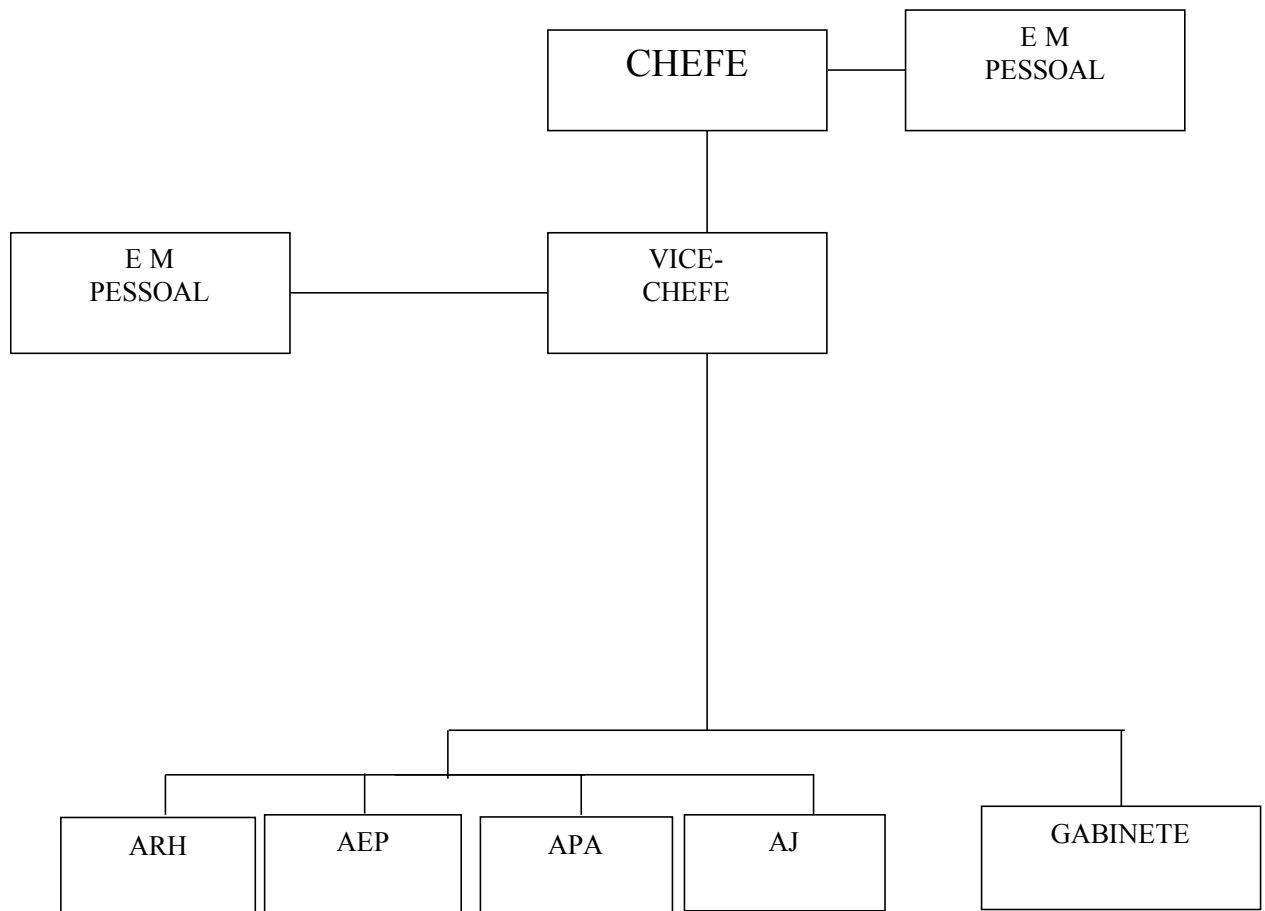 CHEFE
E M
PESSOAL
E M
PESSOAL
VICE-
CHEFE
ARH
AEP
APA
AJ
GABINETE